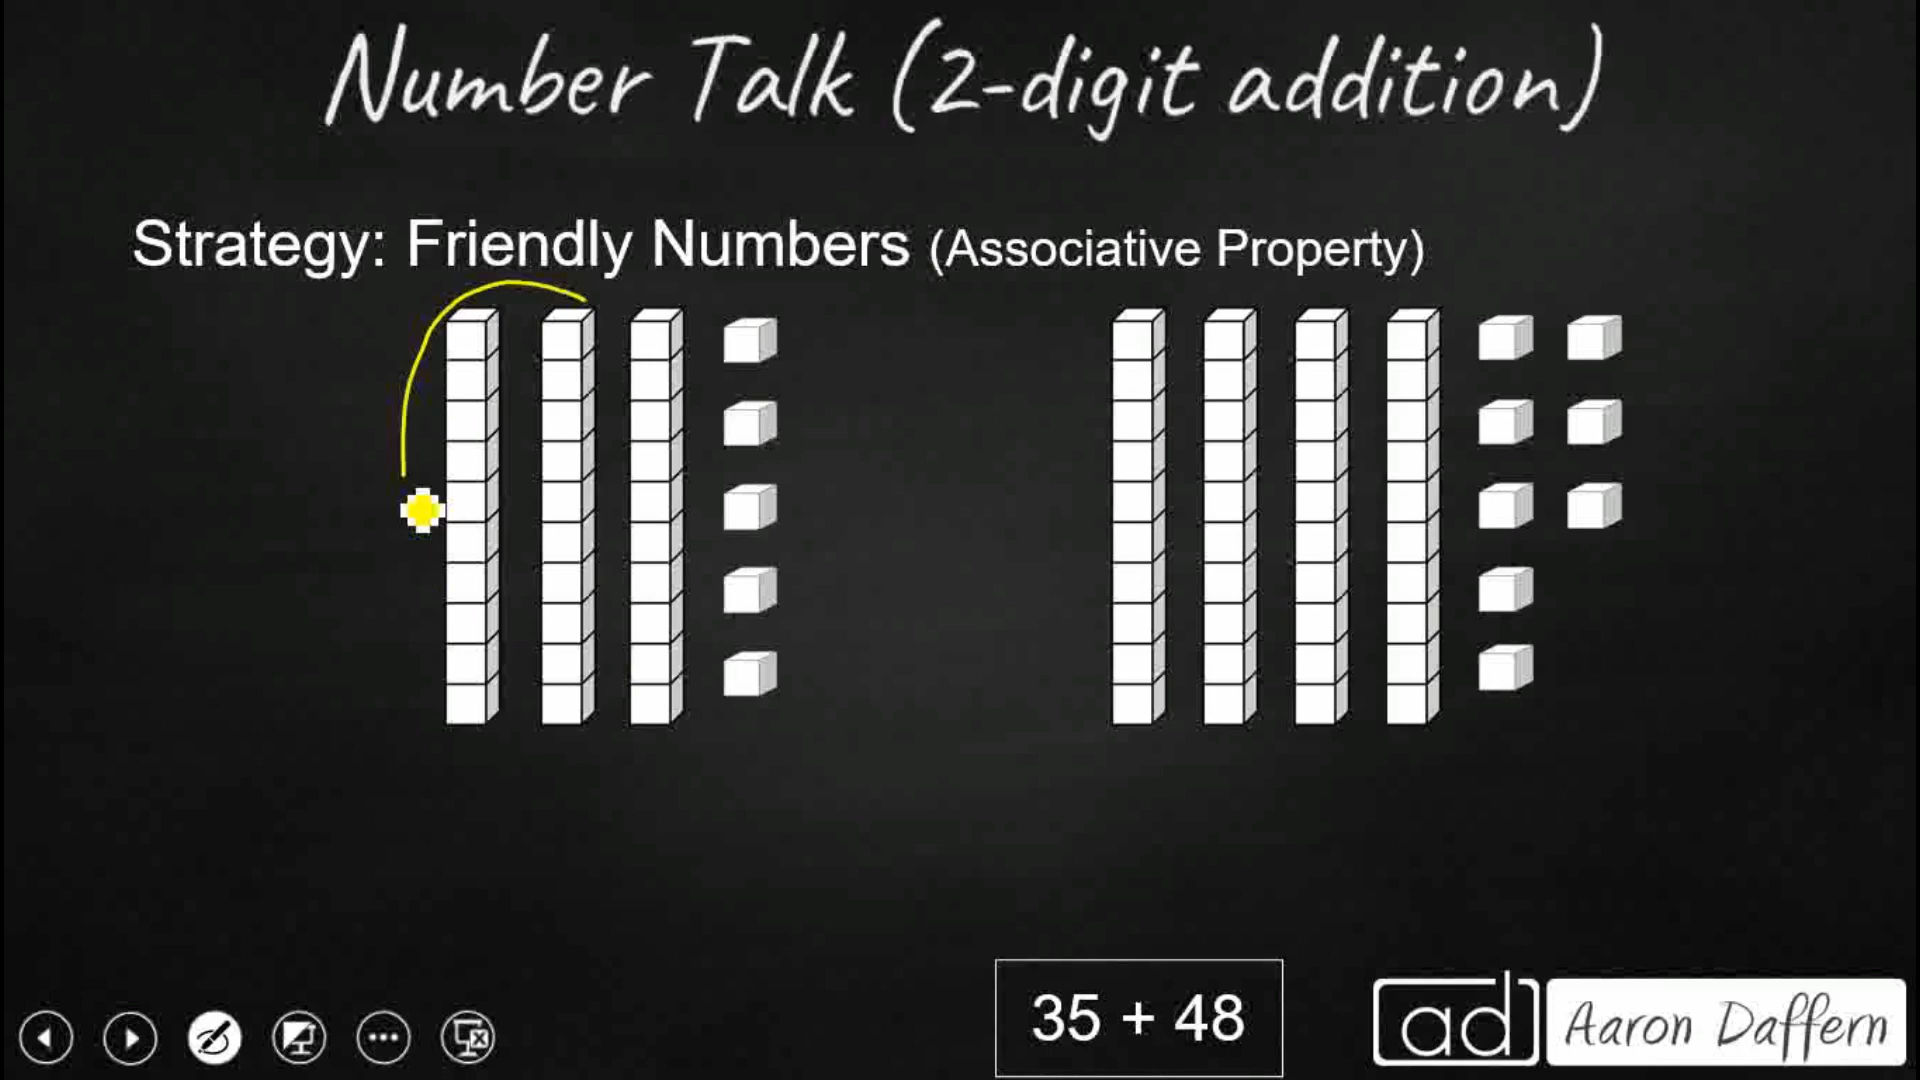 Number Talk (2-digit addition)
Strategy: Friendly Numbers (Associative Property)
35 + 48
ad
Aaron Daffern